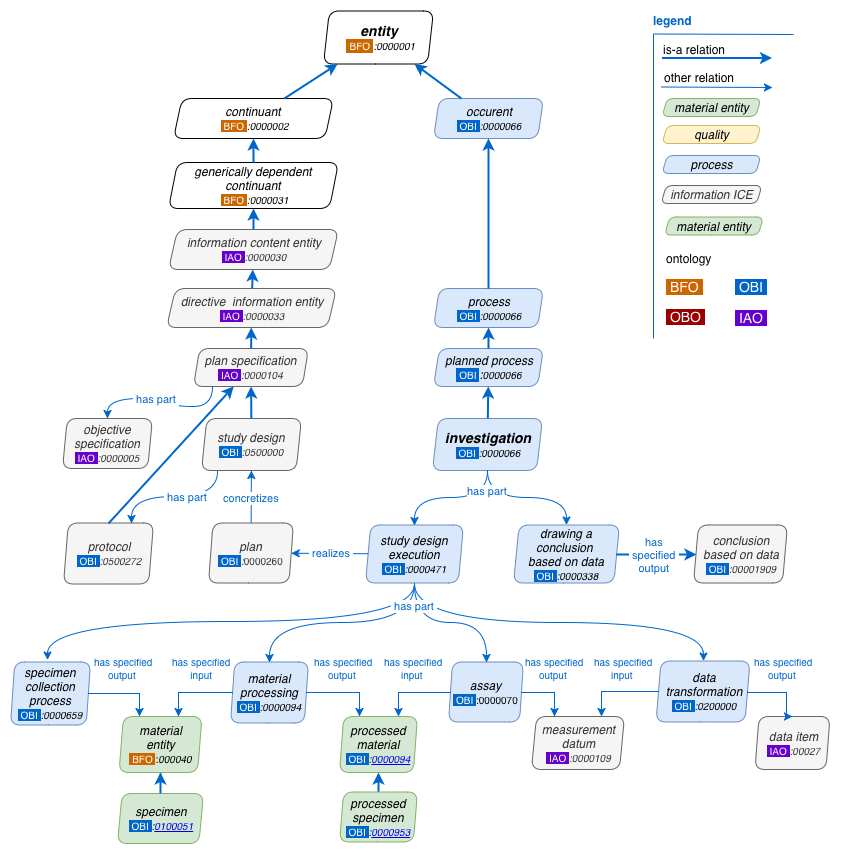 entity
BFO:0000001
legend
is-a relation
other relation
material entity
quality
process
information ICE
material entity
ontology
BFO
OBI
OBO
IAO
continuant
BFO:0000002
occurent
OBI:0000066
generically dependent
continuant
BFO:0000031
information content entity
IAO:0000030
directive information entity
IAO:0000033
process
OBI:0000066
plan specification
IAO:0000104
planned process
OBI:0000066
has part
objective
specification
IAO:0000005
study design
OBI:0500000
investigation
OBI:0000066
has part
concretizes
has part
protocol
OBI:0500272
plan
OBI:0000260
realizes
study design
execution
OBI:0000471
drawing a
conclusion
based on data
OBI:0000338
has
specified
output
conclusion
based on data
OBI:00001909
has part
specimen
collection
process
OBI:0000659
has specified
output
has specified
input
material
processing
OBI:0000094
has specified
output
has specified
input
assay
OBI:0000070
has specified
output
has specified
input
data
transformation
OBI:0200000
has specified
output
material
entity
BFO:000040
processed
material
OBI:0000094
measurement
datum
IAO:0000109
data item
IAO:00027
specimen
OBI:0100051
processed
specimen
OBI:0000953